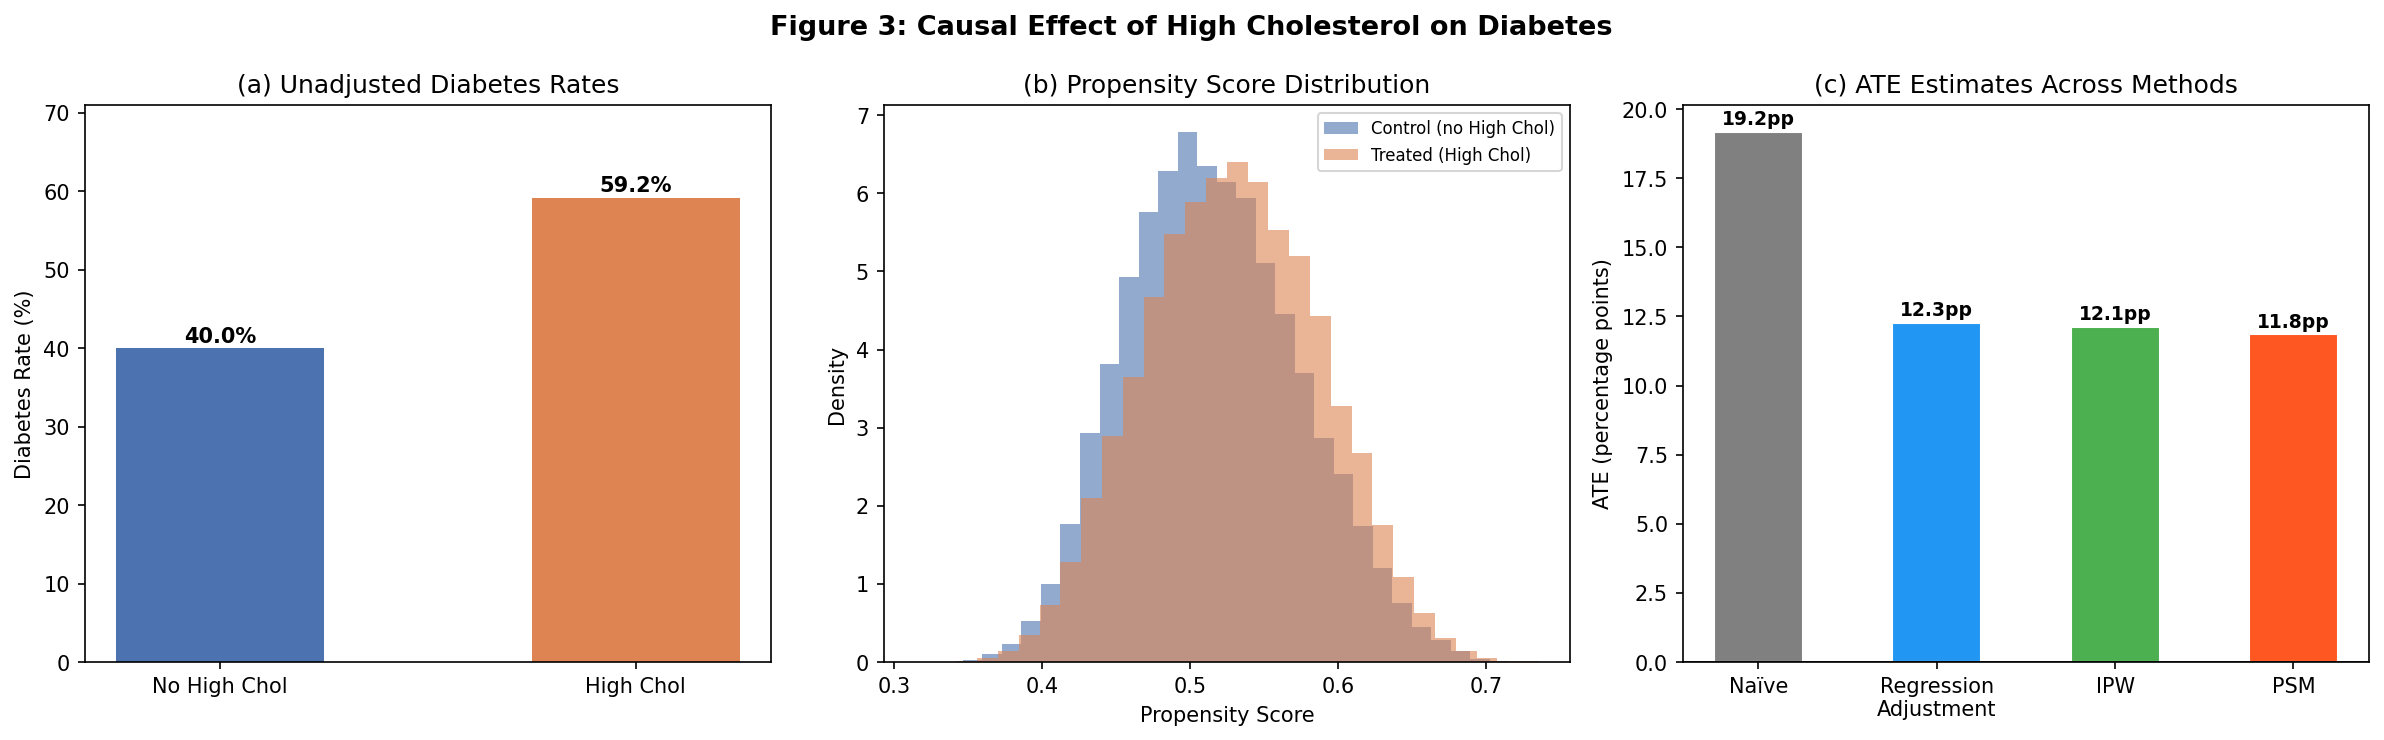 Figure 3: Causal Effect of High Cholesterol on Diabetes
(a) Unadjusted Diabetes Rates
Diabetes Rate (%)
70
60
50
40
30
20
10
0
40.0%
59.2%
No High Chol
High Chol
(b) Propensity Score Distribution
Density
7
6
5
4
3
2
1
0
Control (no High Chol)
Treated (High Chol)
0.3
0.4
0.5
0.6
0.7
Propensity Score
(c) ATE Estimates Across Methods
ATE (percentage points)
20.0
17.5
15.0
12.5
10.0
7.5
5.0
2.5
0.0
19.2pp
12.3pp
12.1pp
11.8pp
Naïve
Regression
Adjustment
IPW
PSM